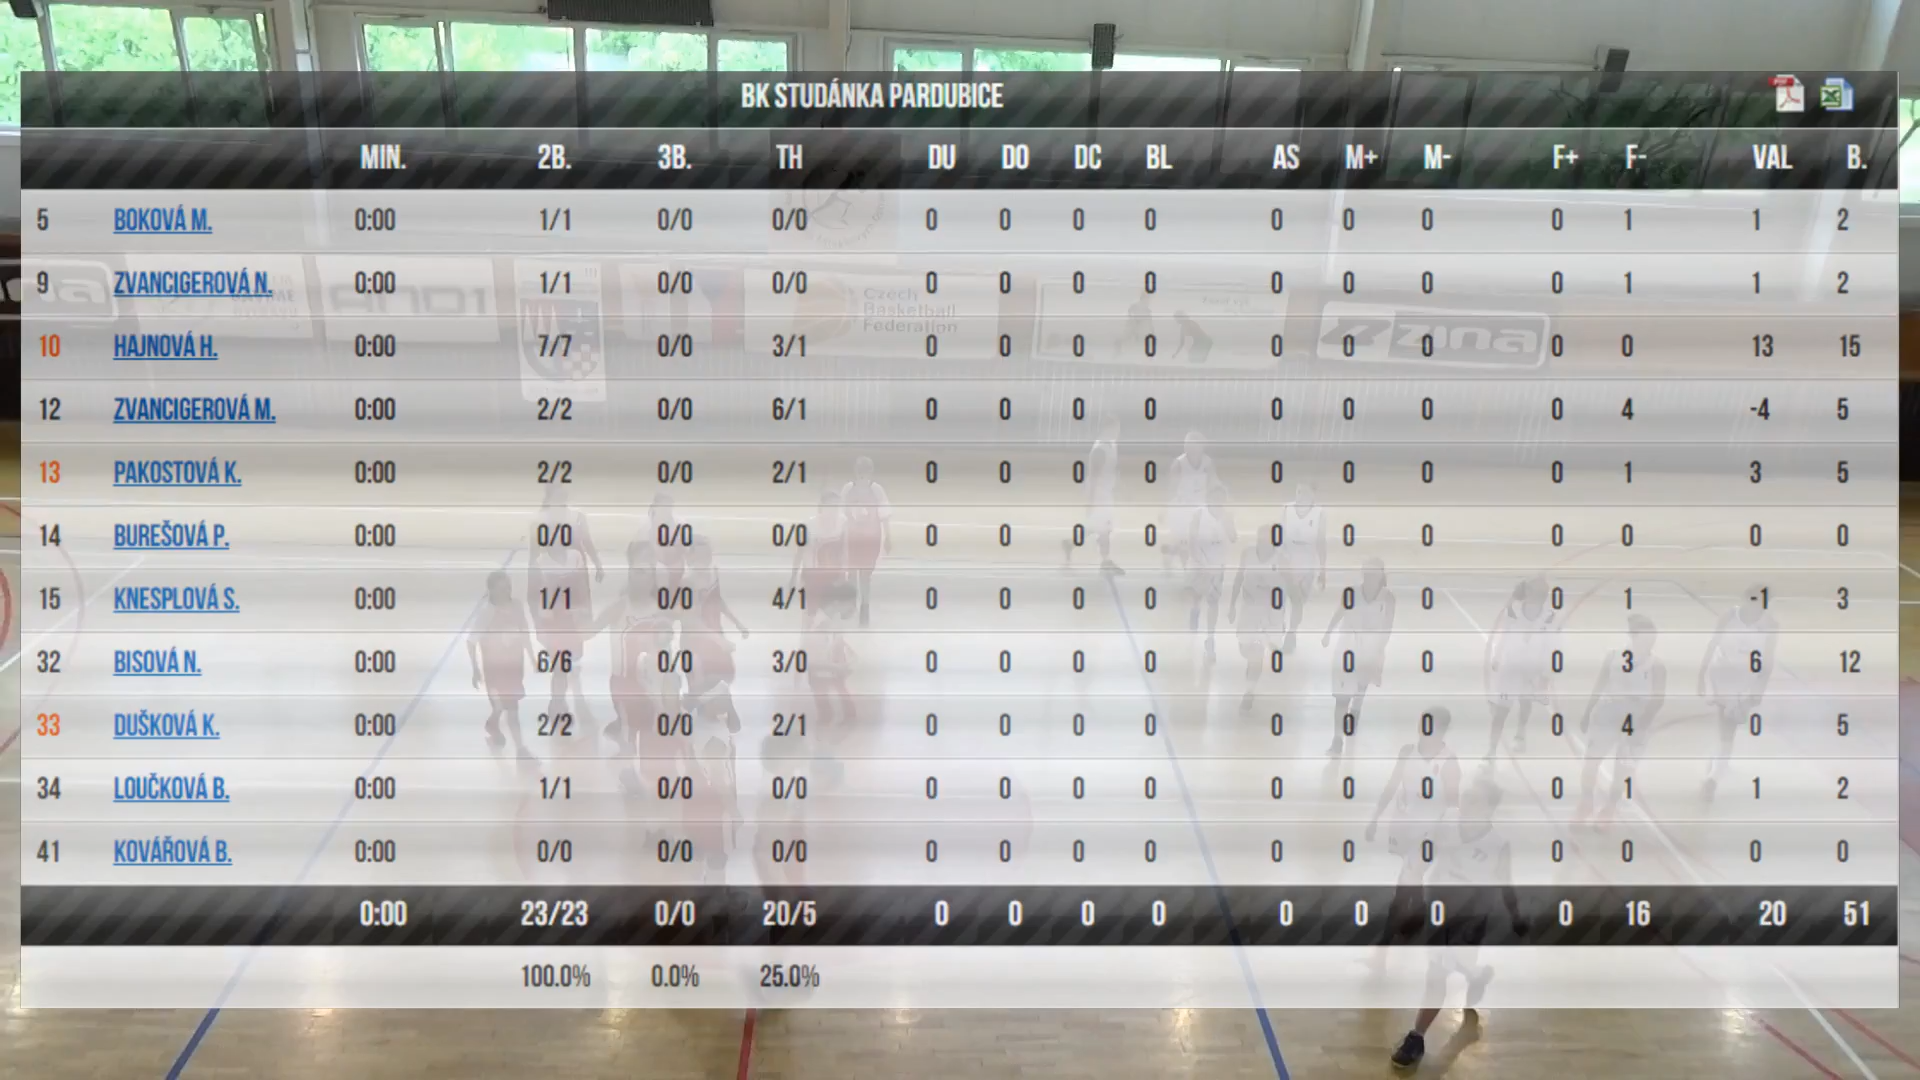 BK STUDÁNKA PARDUBICE
MIN. 2B. 3B. TH DU DO DC BL AS M+ M- F+ F- VAL B.
5 BOKOVÁ M. 0:00 1/1 0/0 0/0 0 0 0 0 0 0 0 0 1 1 2
9 ZVANCIGEROVÁ N. 0:00 1/1 0/0 0/0 0 0 0 0 0 0 0 0 1 1 2
Czech
Basketball
Federation
zina
10 HAJNOVÁ H. 0:00 7/7 0/0 3/1 0 0 0 0 0 0 0 0 0 13 15
12 ZVANCIGEROVÁ M. 0:00 2/2 0/0 6/1 0 0 0 0 0 0 0 0 4 -4 5
13 PAKOSTOVÁ K. 0:00 2/2 0/0 2/1 0 0 0 0 0 0 0 0 1 3 5
14 BUREŠOVÁ P. 0:00 0/0 0/0 0/0 0 0 0 0 0 0 0 0 0 0 0
15 KNESPLOVÁ S. 0:00 1/1 0/0 4/1 0 0 0 0 0 0 0 0 1 -1 3
32 BISOVÁ N. 0:00 6/6 0/0 3/0 0 0 0 0 0 0 0 0 3 6 12
33 DUŠKOVÁ K. 0:00 2/2 0/0 2/1 0 0 0 0 0 0 0 0 4 0 5
34 LOUČKOVÁ B. 0:00 1/1 0/0 0/0 0 0 0 0 0 0 0 0 1 1 2
41 KOVÁŘOVÁ B. 0:00 0/0 0/0 0/0 0 0 0 0 0 0 0 0 0 0 0
0:00 23/23 0/0 20/5 0 0 0 0 0 0 0 0 16 20 51
100.0% 0.0% 25.0%